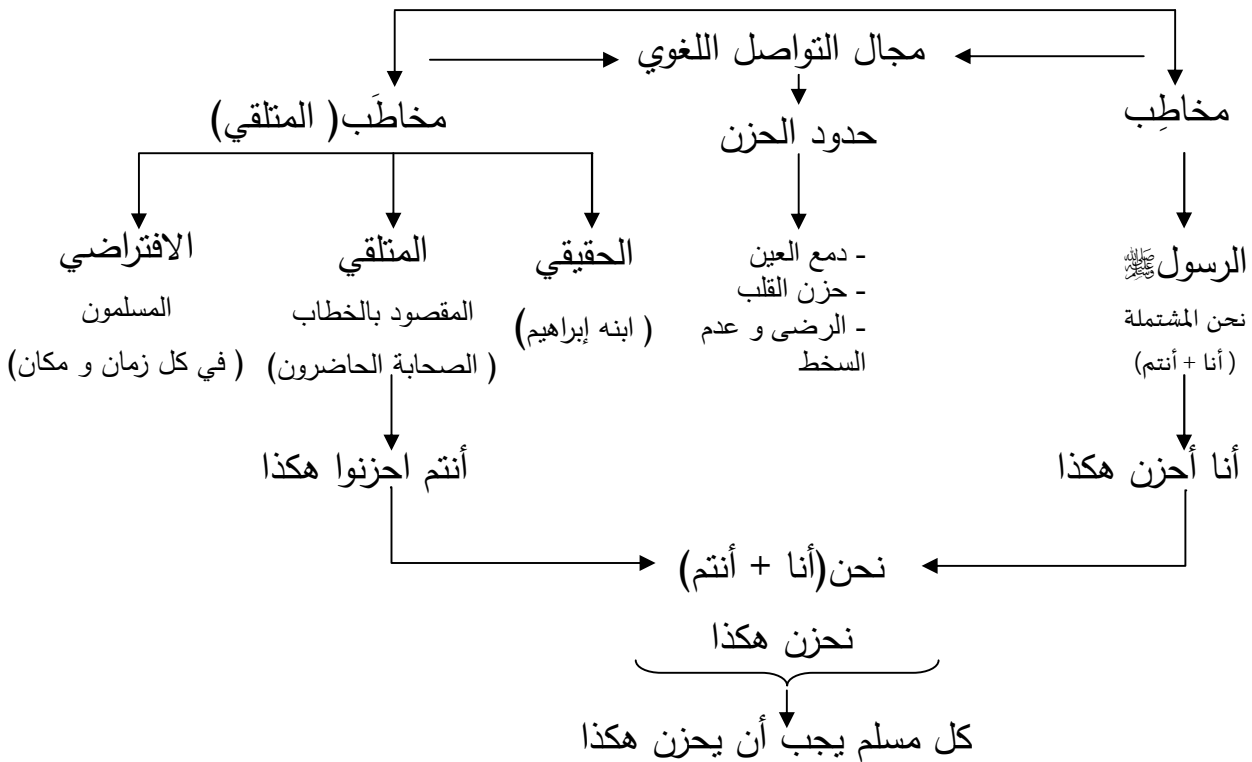 مجال التواصل اللغوي
مخاطِب
حدود الحزن
مخاطَب( المتلقي)
الرسول ﷺ
نحن المشتملة
(أنا + أنتم)
- دمع العين
- حزن القلب
- الرضى و عدم
السخط
الحقيقي
( ابنه إبراهيم)
المتلقي
المقصود بالخطاب
( الصحابة الحاضرون)
الافتراضي
المسلمون
( في كل زمان و مكان)
أنا أحزن هكذا
أنتم احزنوا هكذا
نحن(أنا + أنتم)
نحزن هكذا
كل مسلم يجب أن يحزن هكذا